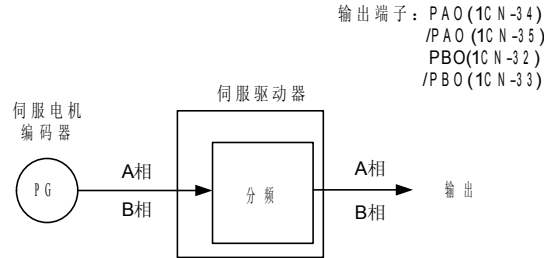 输出端子：PAO(1CN-34)
/PAO(1CN-35)
PBO(1CN-32)
/PBO(1CN-33)
伺服驱动器
伺服电机
编码器
PG
A相
B相
分频
A相
B相
输出